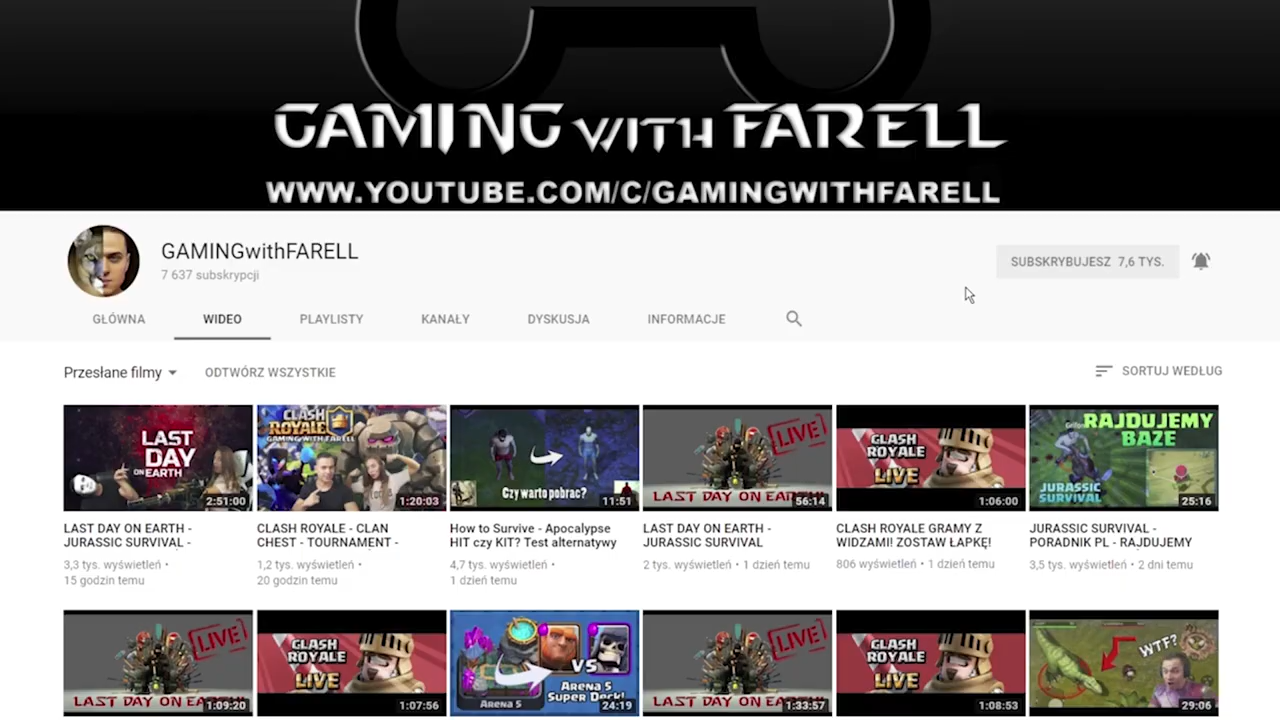 GAMING WITH FARELL
WWW.YOUTUBE.COM/C/GAMINGWITHFARELL
GAMINGwithFARELL
7 637 subskrypcji
SUBSKRYBUJESZ 7,6 TYS.
GŁÓWNA WIDEO PLAYLISTY KANAŁY DYSKUSJA INFORMACJE
Przesłane filmy ODTWÓRZ WSZYSTKIE SORTUJ WEDŁUG
LAST DAY ON EARTH
2:51:00
CLASH ROYALE
GAMING WITH FARELL
1:20:03
Czy warto pobrac?
11:51
LIVE
LAST DAY ON EARTH
56:14
CLASH ROYALE LIVE
1:06:00
RAJDUJEMY BAZE
JURASSIC SURVIVAL
25:16
LAST DAY ON EARTH -
JURASSIC SURVIVAL -
3,3 tys. wyświetleń •
15 godzin temu
CLASH ROYALE - CLAN
CHEST - TOURNAMENT -
1,2 tys. wyświetleń •
20 godzin temu
How to Survive - Apocalypse
HIT czy KIT? Test alternatywy
4,7 tys. wyświetleń •
1 dzień temu
LAST DAY ON EARTH -
JURASSIC SURVIVAL
2 tys. wyświetleń • 1 dzień temu
CLASH ROYALE GRAMY Z
WIDZAMI! ZOSTAW ŁAPKĘ!
806 wyświetleń • 1 dzień temu
JURASSIC SURVIVAL -
PORADNIK PL - RAJDUJEMY
3,5 tys. wyświetleń • 2 dni temu
LIVE
LAST DAY ON EARTH
1:09:20
CLASH ROYALE LIVE
1:07:56
VS
Arena 5
Super Deck!
Arena 5
24:19
LIVE
LAST DAY ON EARTH
1:33:57
CLASH ROYALE LIVE
1:08:53
WTF?
29:06